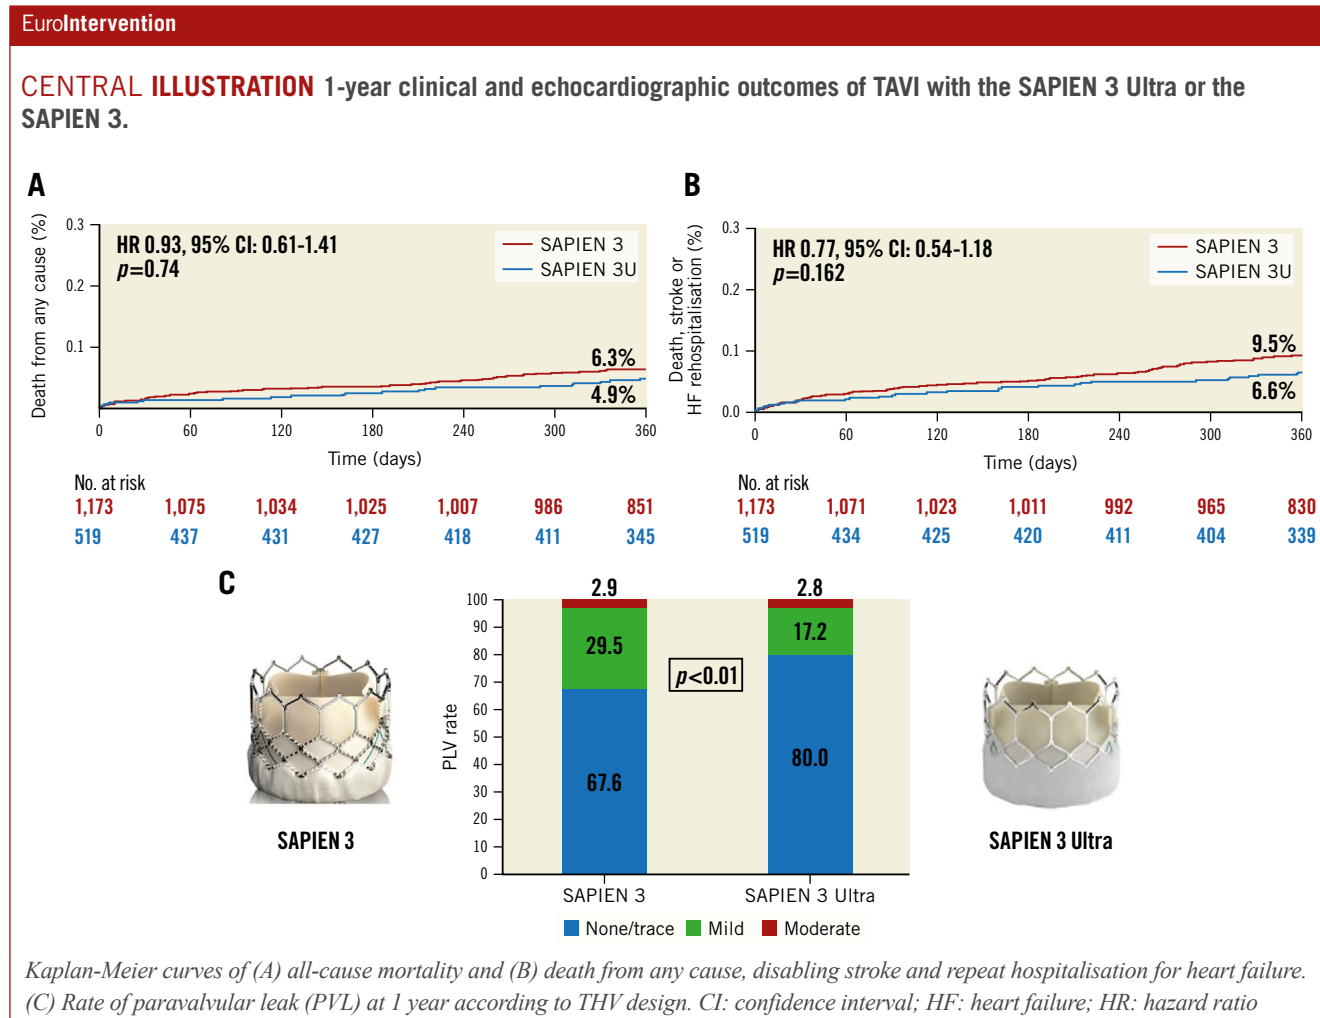 EuroIntervention
CENTRAL ILLUSTRATION 1-year clinical and echocardiographic outcomes of TAVI with the SAPIEN 3 Ultra or the
SAPIEN 3.
A
Death from any cause (%)
0.3
0.2
0.1
HR 0.93, 95% CI: 0.61-1.41
p=0.74
SAPIEN 3
SAPIEN 3U
6.3%
4.9%
0 60 120 180 240 300 360
Time (days)
No. at risk
1,173 1,075 1,034 1,025 1,007 986 851
519 437 431 427 418 411 345
B
Death, stroke or
HF rehospitalisation (%)
0.3
0.2
0.1
0.0
HR 0.77, 95% CI: 0.54-1.18
p=0.162
SAPIEN 3
SAPIEN 3U
9.5%
6.6%
0 60 120 180 240 300 360
Time (days)
No. at risk
1,173 1,071 1,023 1,011 992 965 830
519 434 425 420 411 404 339
C
SAPIEN 3
PLV rate
100
90
80
70
60
50
40
30
20
10
0
2.9
29.5
67.6
p<0.01
2.8
17.2
80.0
SAPIEN 3 SAPIEN 3 Ultra
None/trace Mild Moderate
SAPIEN 3 Ultra
Kaplan-Meier curves of (A) all-cause mortality and (B) death from any cause, disabling stroke and repeat hospitalisation for heart failure.
(C) Rate of paravalvular leak (PVL) at 1 year according to THV design. CI: confidence interval; HF: heart failure; HR: hazard ratio